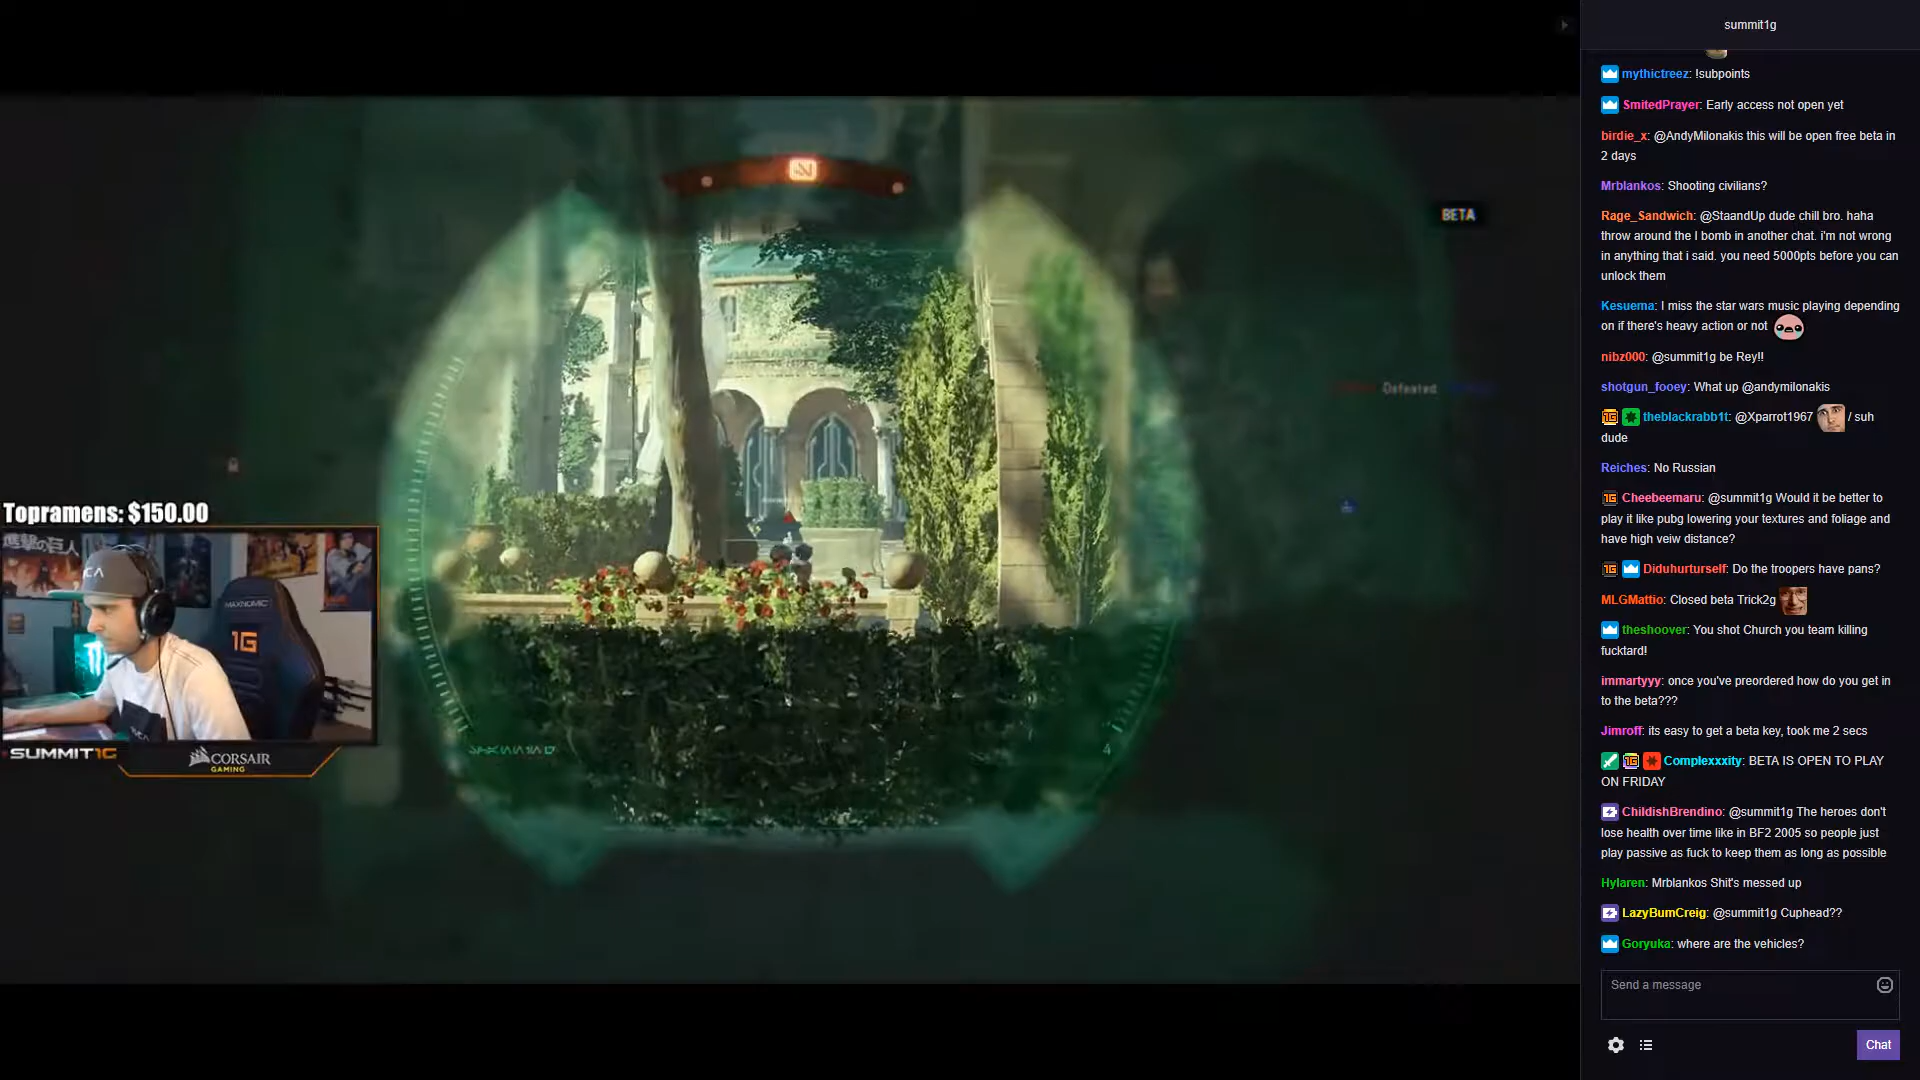 summit1g
mythictreez: !subpoints
SmitedPrayer: Early access not open yet
birdie_x: @AndyMilonakis this will be open free beta in
2 days
Mrblankos: Shooting civilians?
Rage_Sandwich: @StaandUp dude chill bro. haha
throw around the I bomb in another chat. i'm not wrong
in anything that i said. you need 5000pts before you can
unlock them
Kesuema: I miss the star wars music playing depending
on if there's heavy action or not
nibz000: @summit1g be Rey!!
shotgun_fooey: What up @andymilonakis
theblackrabb1t: @Xparrot1967 / suh
dude
Reiches: No Russian
Cheebeemaru: @summit1g Would it be better to
play it like pubg lowering your textures and foliage and
have high veiw distance?
Diduhurturself: Do the troopers have pans?
MLGMattio: Closed beta Trick2g
theshoover: You shot Church you team killing
fucktard!
immartyyy: once you've preordered how do you get in
to the beta???
Jimroff: its easy to get a beta key, took me 2 secs
Complexxxity: BETA IS OPEN TO PLAY
ON FRIDAY
ChildishBrendino: @summit1g The heroes don't
lose health over time like in BF2 2005 so people just
play passive as fuck to keep them as long as possible
Hylaren: Mrblankos Shit's messed up
LazyBumCreig: @summit1g Cuphead??
Goryuka: where are the vehicles?
Send a message
Chat
BETA
Defeated
4
Topramens: $150.00
進撃の巨人
MAXNOMIC
1G
SUMMIT1G
CORSAIR
GAMING